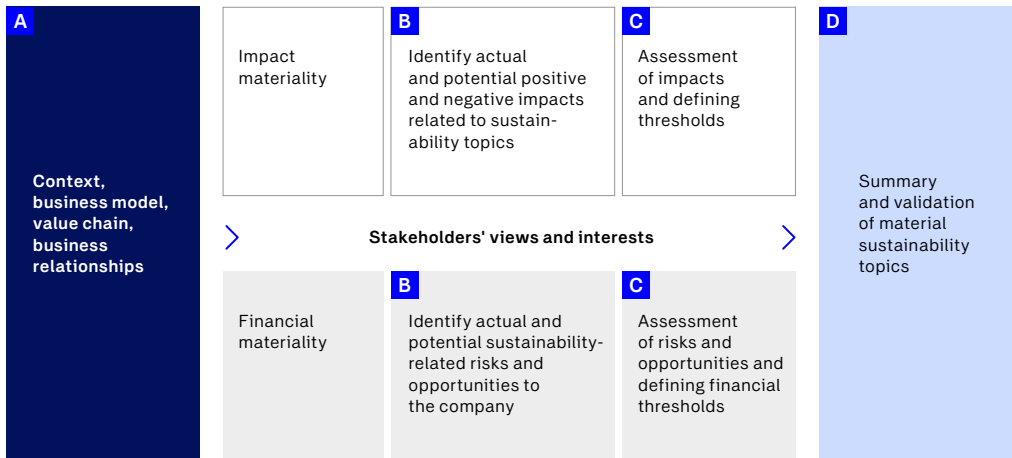 A
Context,
business model,
value chain,
business
relationships
Impact
materiality
B
Identify actual
and potential positive
and negative impacts
related to sustain-
ability topics
C
Assessment
of impacts
and defining
thresholds
Stakeholders' views and interests
Financial
materiality
B
Identify actual and
potential sustainability-
related risks and
opportunities to
the company
C
Assessment
of risks and
opportunities and
defining financial
thresholds
D
Summary
and validation
of material
sustainability
topics